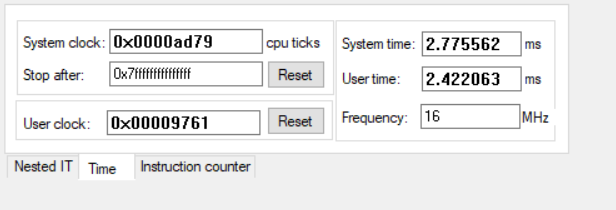 System clock: 0x0000ad79 cpu ticks
Stop after: 0x7fffffffffffffff Reset
User clock: 0x00009761 Reset
System time: 2.775562 ms
User time: 2.422063 ms
Frequency: 16 MHz
Nested IT Time Instruction counter